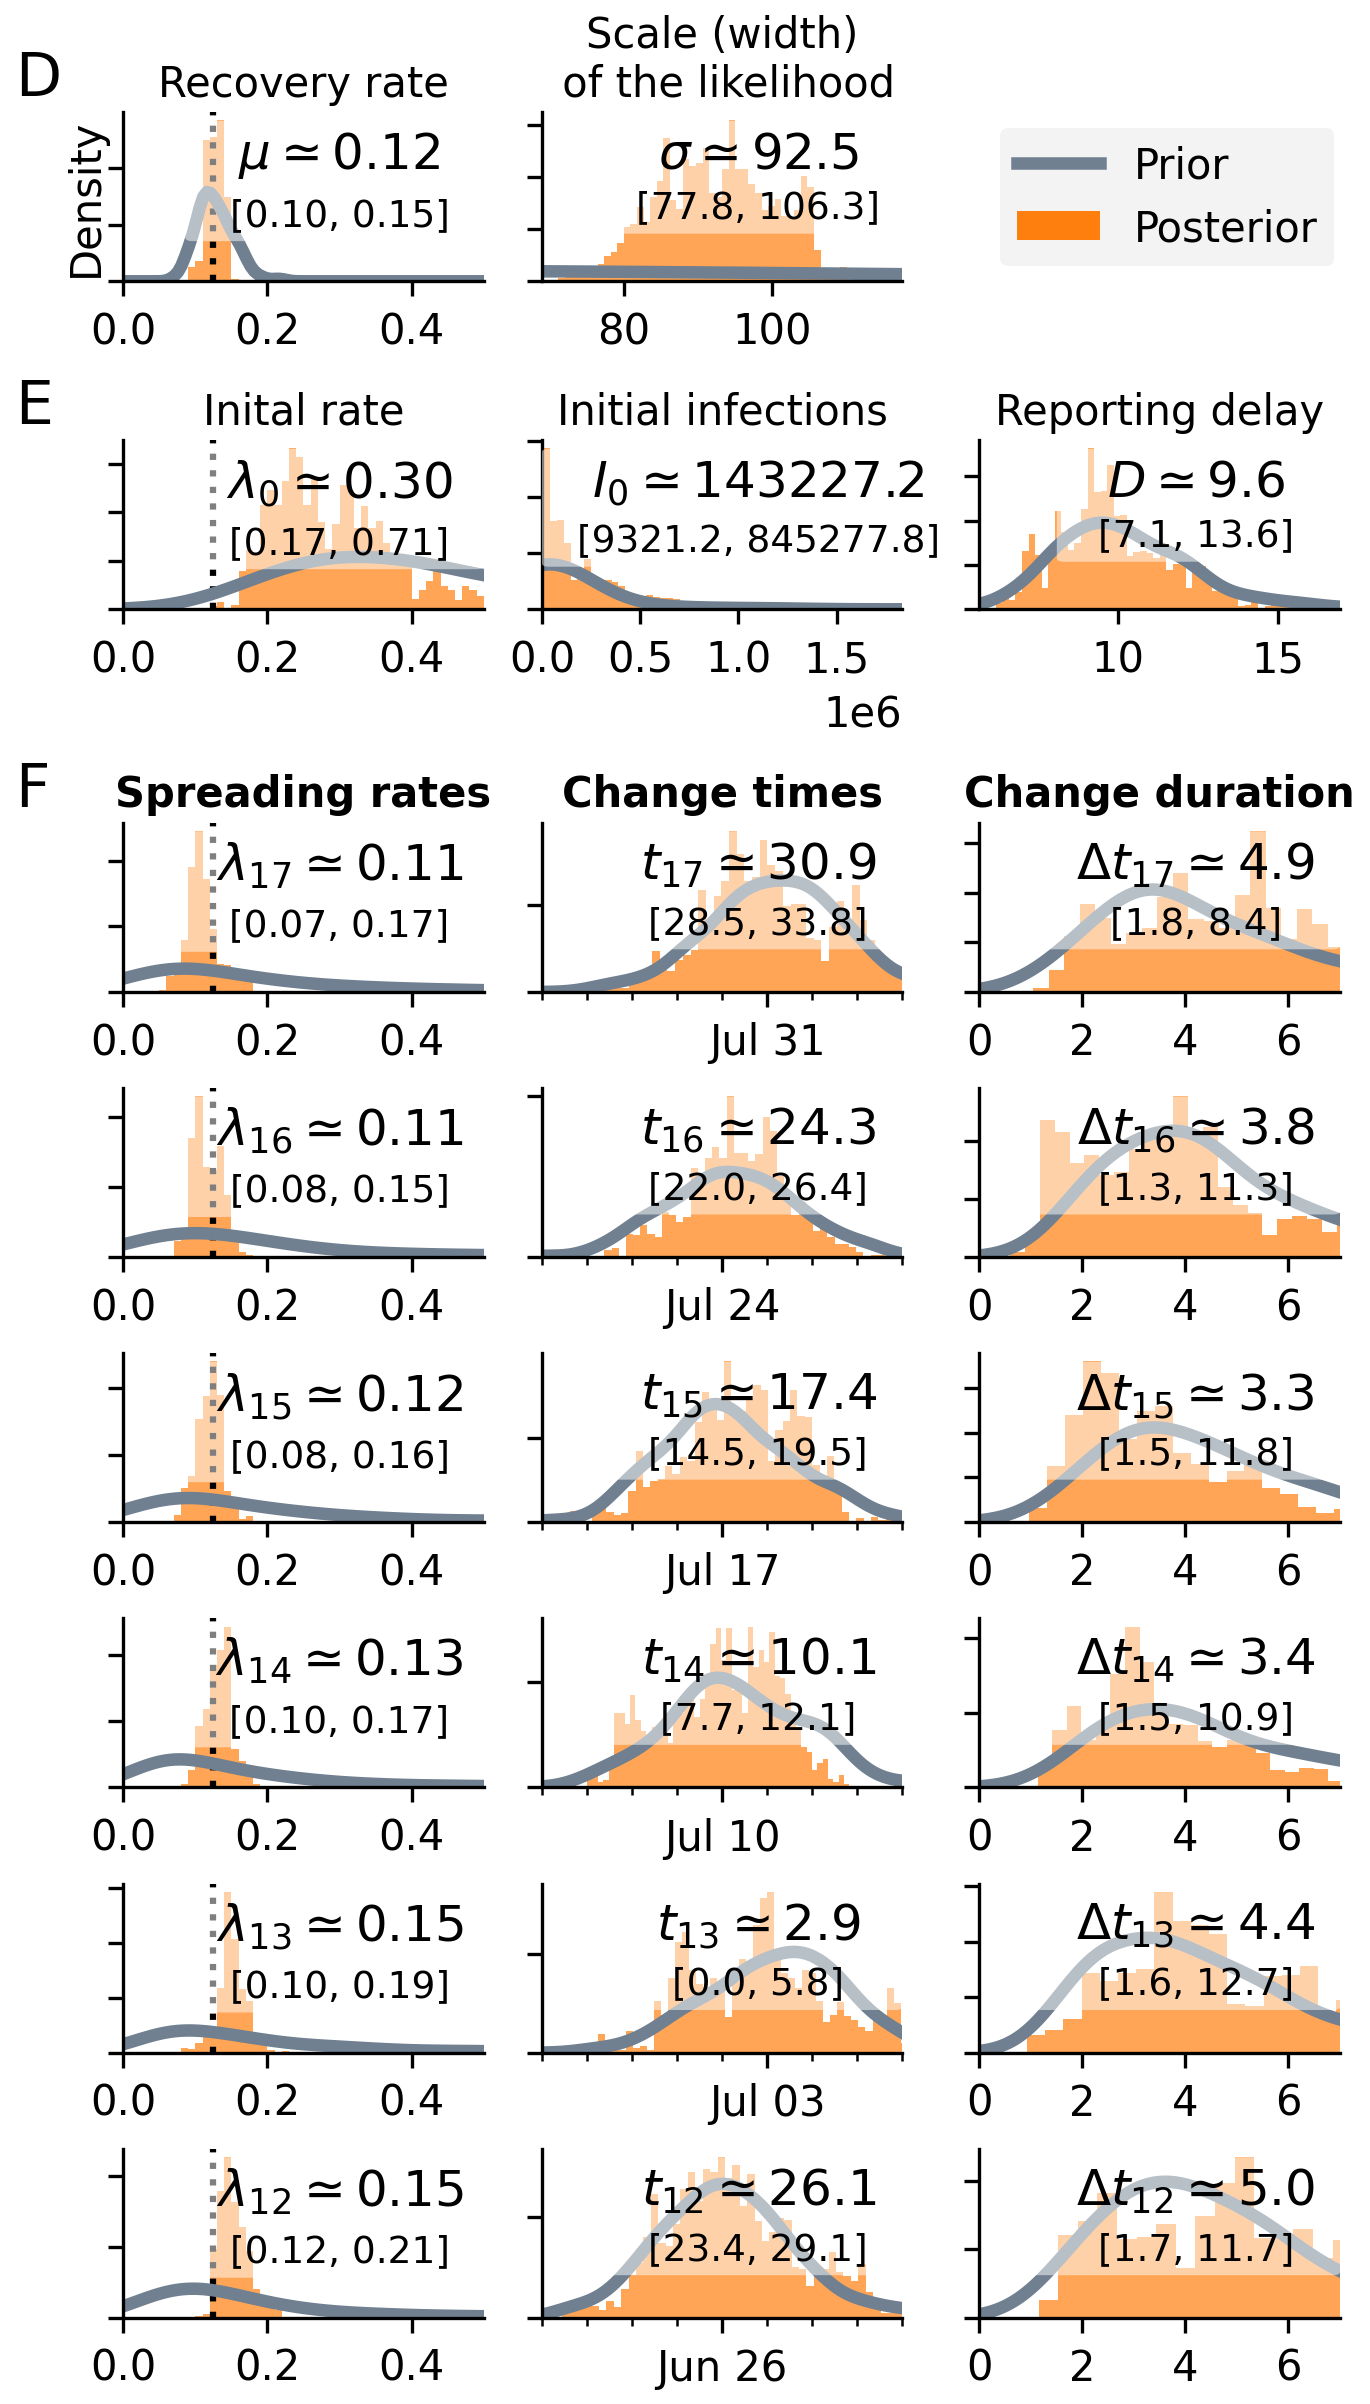 D
Recovery rate
Scale (width)
of the likelihood
Density
μ ≃ 0.12
[0.10, 0.15]
σ ≃ 92.5
[77.8, 106.3]
Prior
Posterior
0.0 0.2 0.4
80 100
E
Inital rate
Initial infections
Reporting delay
λ₀ ≃ 0.30
[0.17, 0.71]
I₀ ≃ 143227.2
[9321.2, 845277.8]
D ≃ 9.6
[7.1, 13.6]
0.0 0.2 0.4
0.0 0.5 1.0 1.5
1e6
10 15
F
Spreading rates
Change times
Change duration
λ₁₇ ≃ 0.11
[0.07, 0.17]
t₁₇ ≃ 30.9
[28.5, 33.8]
Δt₁₇ ≃ 4.9
[1.8, 8.4]
0.0 0.2 0.4
Jul 31
0 2 4 6
λ₁₆ ≃ 0.11
[0.08, 0.15]
t₁₆ ≃ 24.3
[22.0, 26.4]
Δt₁₆ ≃ 3.8
[1.3, 11.3]
0.0 0.2 0.4
Jul 24
0 2 4 6
λ₁₅ ≃ 0.12
[0.08, 0.16]
t₁₅ ≃ 17.4
[14.5, 19.5]
Δt₁₅ ≃ 3.3
[1.5, 11.8]
0.0 0.2 0.4
Jul 17
0 2 4 6
λ₁₄ ≃ 0.13
[0.10, 0.17]
t₁₄ ≃ 10.1
[7.7, 12.1]
Δt₁₄ ≃ 3.4
[1.5, 10.9]
0.0 0.2 0.4
Jul 10
0 2 4 6
λ₁₃ ≃ 0.15
[0.10, 0.19]
t₁₃ ≃ 2.9
[0.0, 5.8]
Δt₁₃ ≃ 4.4
[1.6, 12.7]
0.0 0.2 0.4
Jul 03
0 2 4 6
λ₁₂ ≃ 0.15
[0.12, 0.21]
t₁₂ ≃ 26.1
[23.4, 29.1]
Δt₁₂ ≃ 5.0
[1.7, 11.7]
0.0 0.2 0.4
Jun 26
0 2 4 6